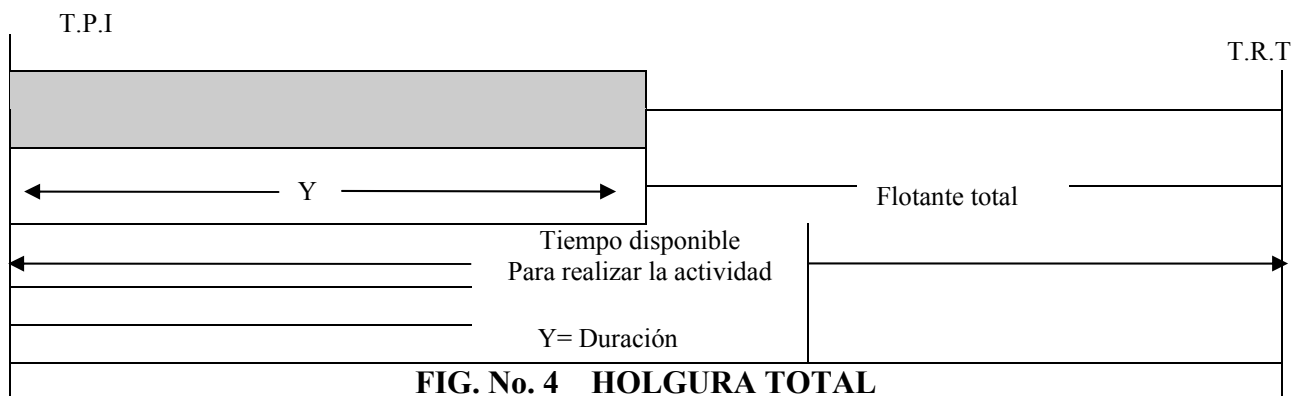 T.P.I
T.R.T
Y
Flotante total
Tiempo disponible
Para realizar la actividad
Y= Duración
FIG. No. 4 HOLGURA TOTAL